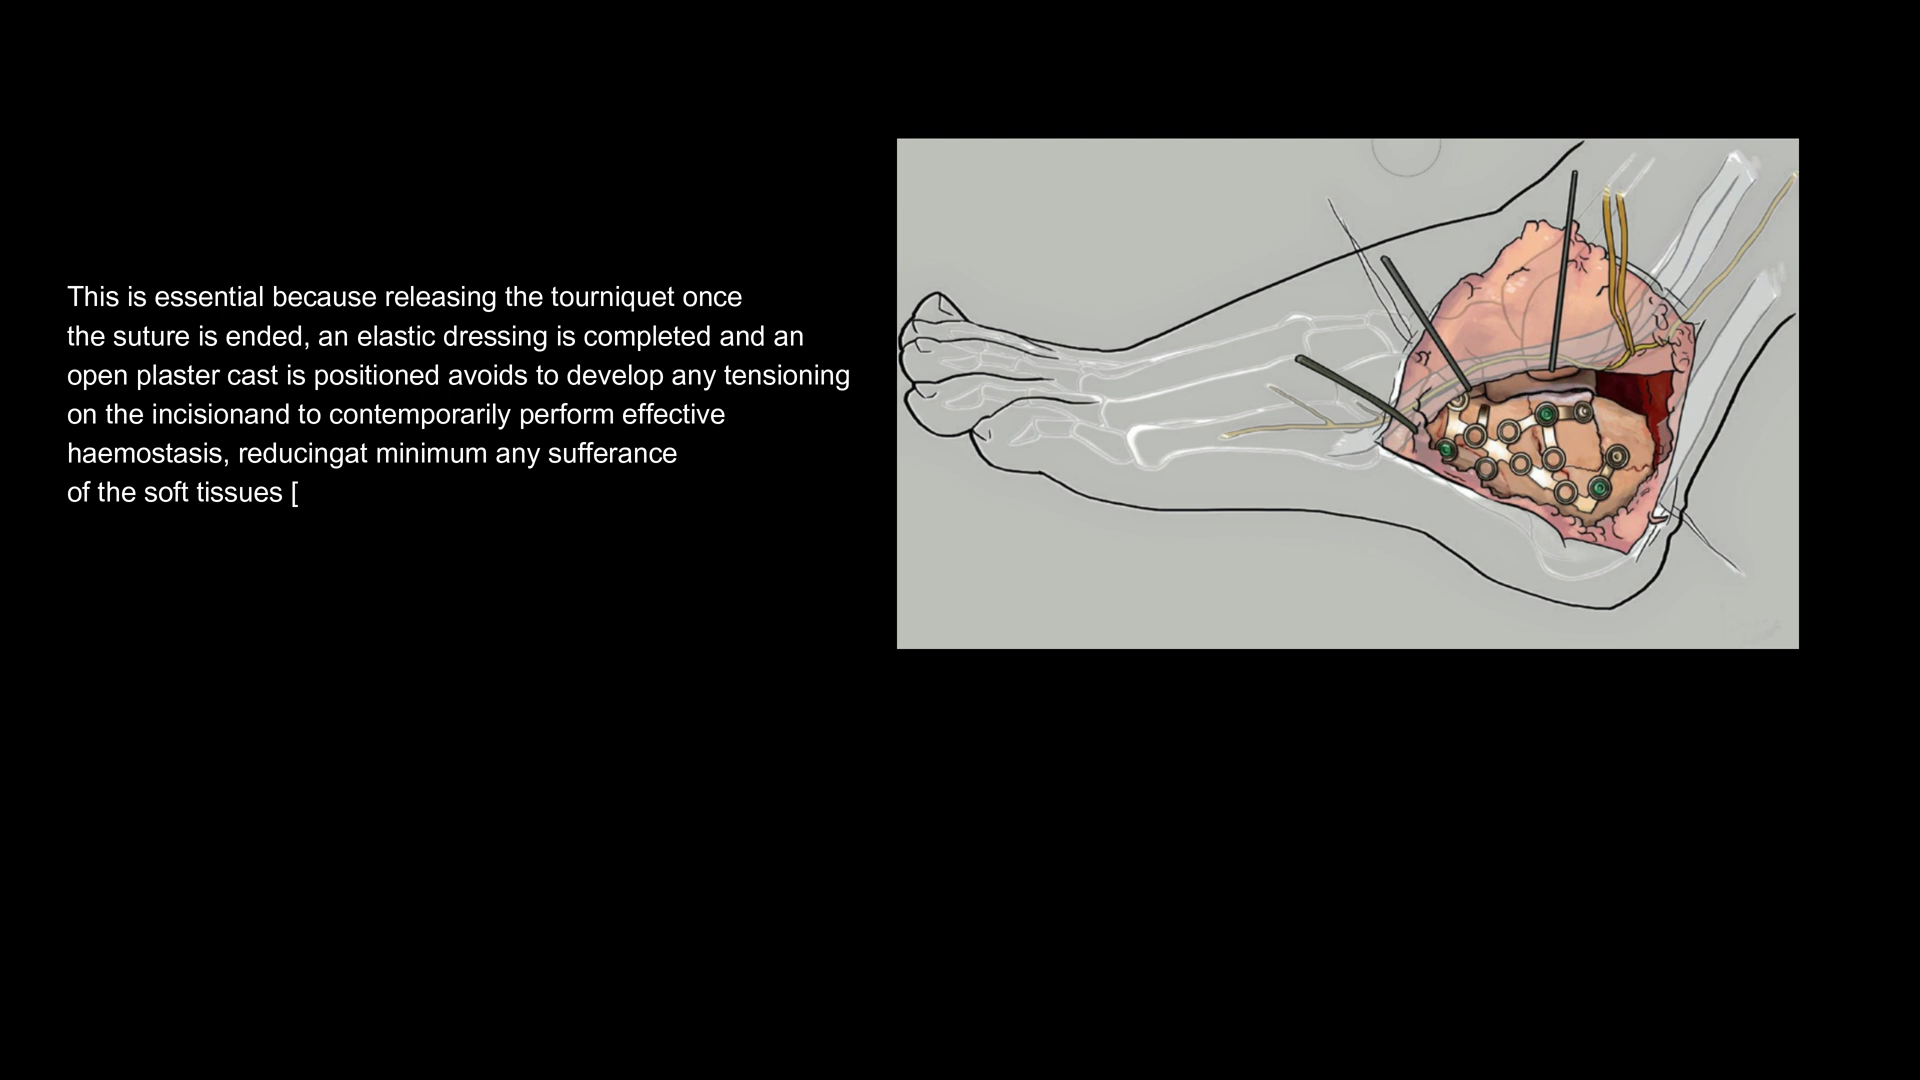 This is essential because releasing the tourniquet once
the suture is ended, an elastic dressing is completed and an
open plaster cast is positioned avoids to develop any tensioning
on the incisionand to contemporarily perform effective
haemostasis, reducingat minimum any sufferance
of the soft tissues [